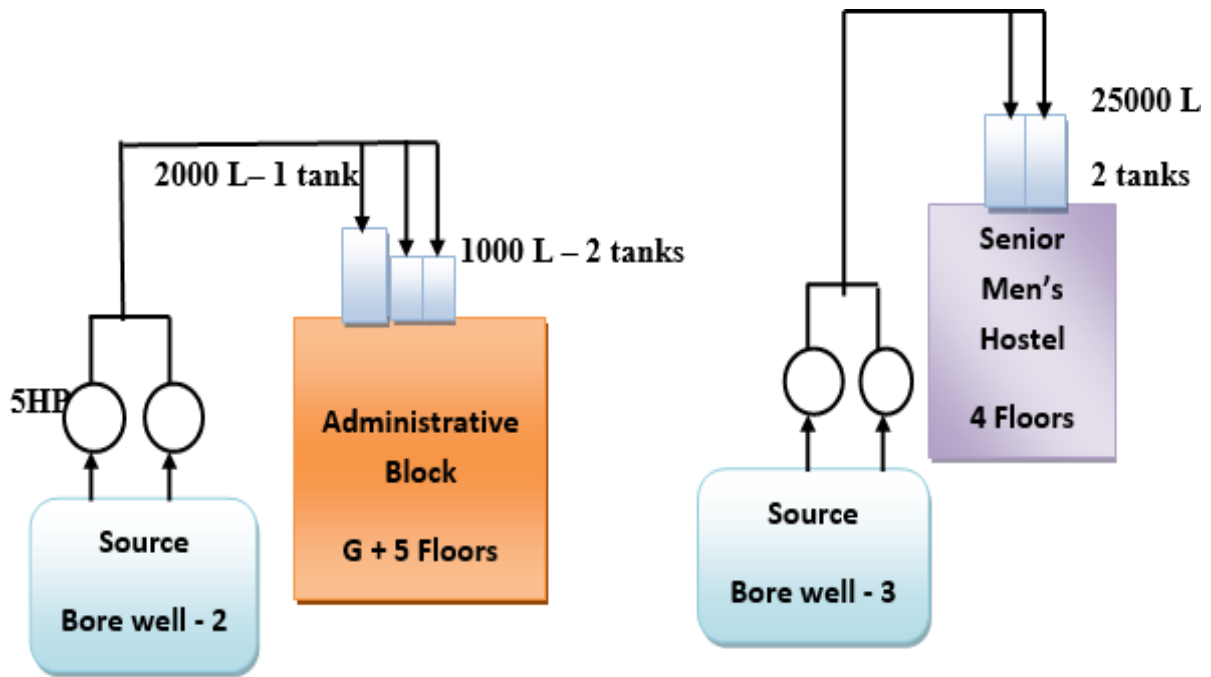 2000 L– 1 tank
1000 L – 2 tanks
5HP
Administrative
Block
G + 5 Floors
Source
Bore well - 2
25000 L
2 tanks
Senior
Men’s
Hostel
4 Floors
Source
Bore well - 3